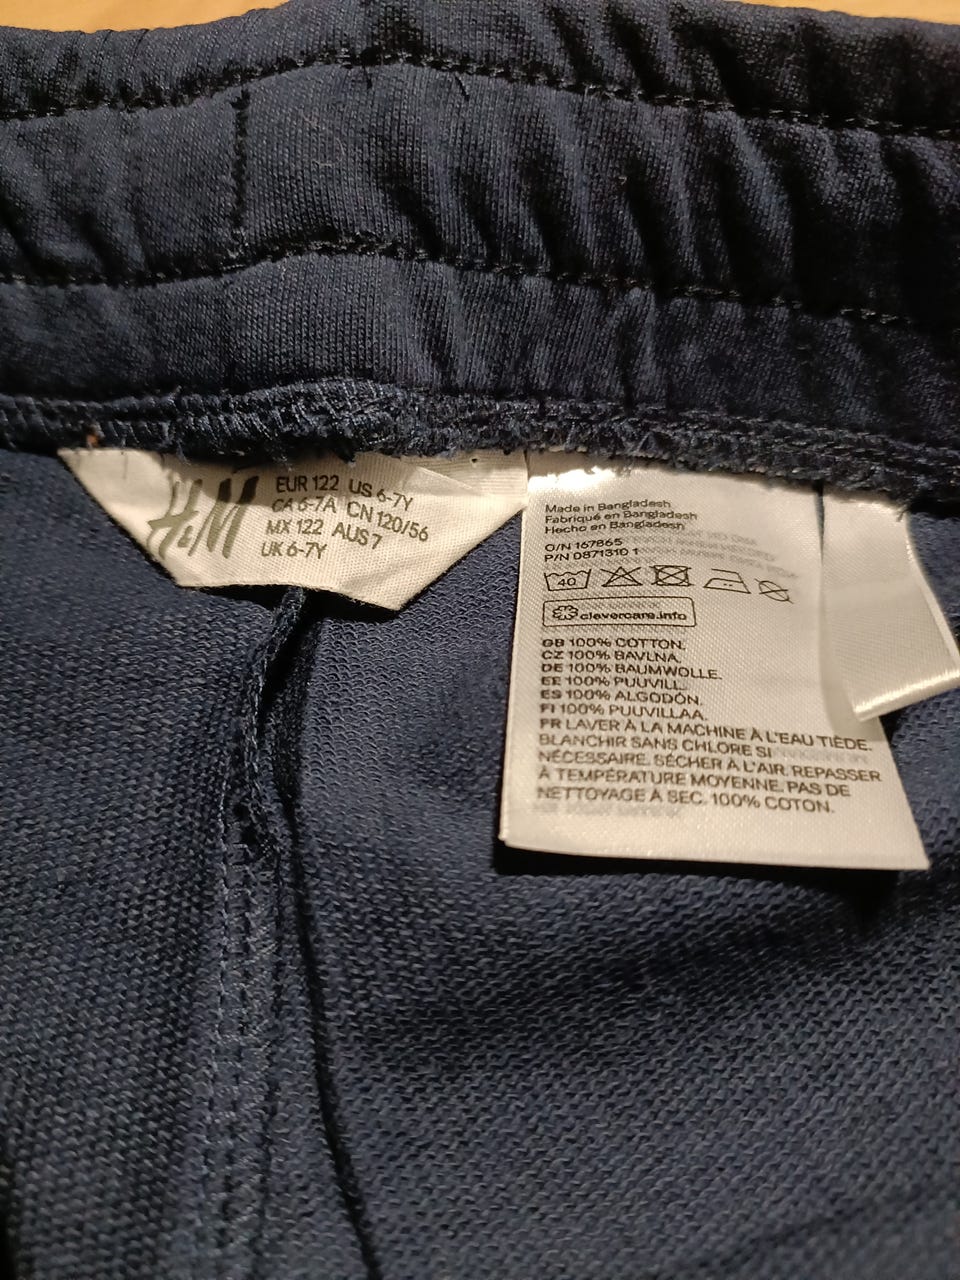 H&M
EUR 122 US 6-7Y
CA 6-7A CN 120/56
MX 122 AUS 7
UK 6-7Y
Made in Bangladesh
Fabriqué en Bangladesh
Hecho en Bangladesh
O/N 167865
P/N 0871310 1
40
clevercare.info
GB 100% COTTON.
CZ 100% BAVLNA.
DE 100% BAUMWOLLE.
EE 100% PUUVILL.
ES 100% ALGODÓN.
FI 100% PUUVILLAA.
FR LAVER À LA MACHINE À L'EAU TIÈDE.
BLANCHIR SANS CHLORE SI
NÉCESSAIRE. SÉCHER À L'AIR. REPASSER
À TEMPÉRATURE MOYENNE. PAS DE
NETTOYAGE À SEC. 100% COTON.